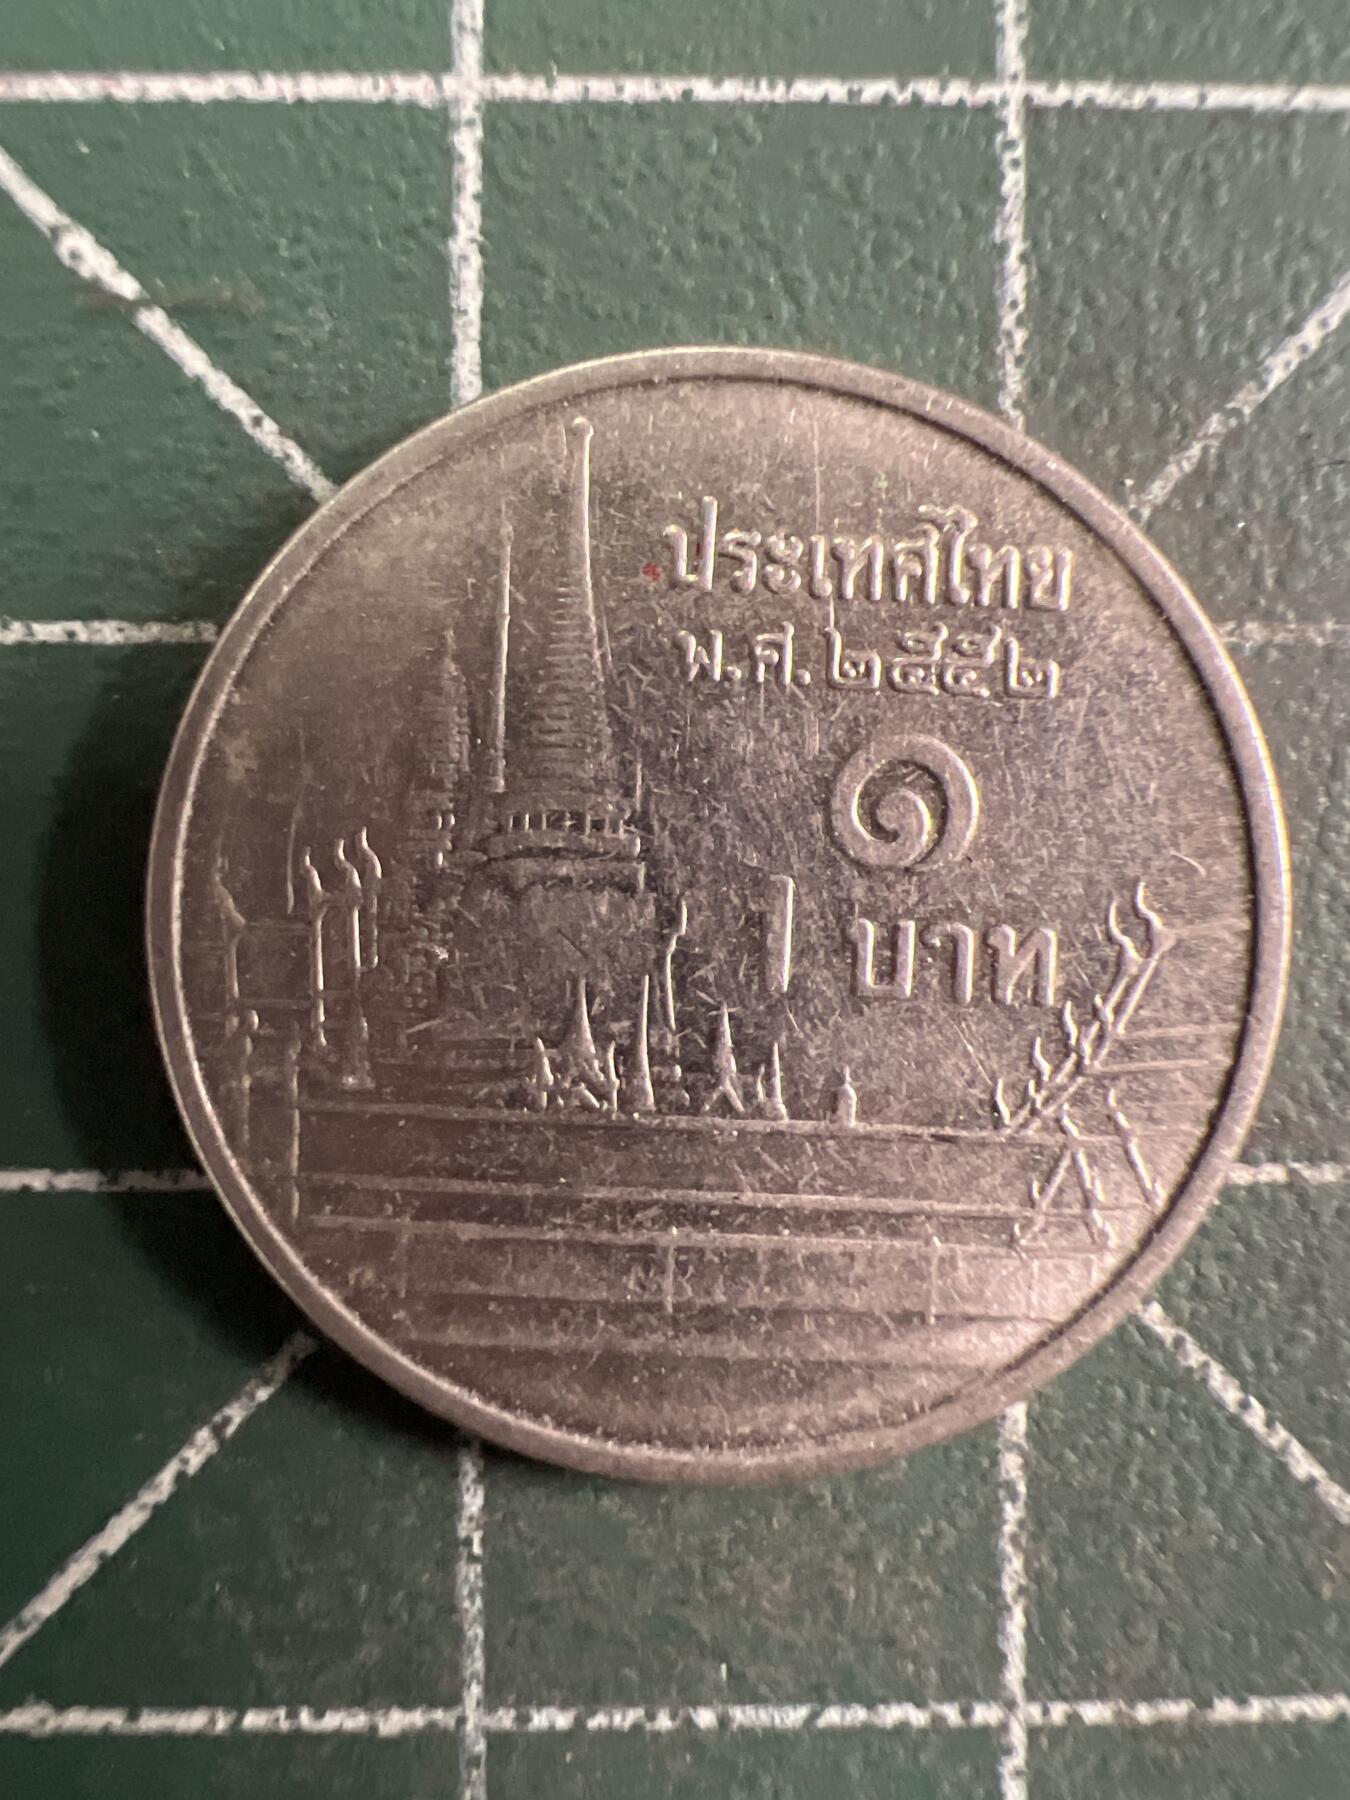 ประเทศไทย
พ.ศ. ๒๕๕๒
๑
1 บาท